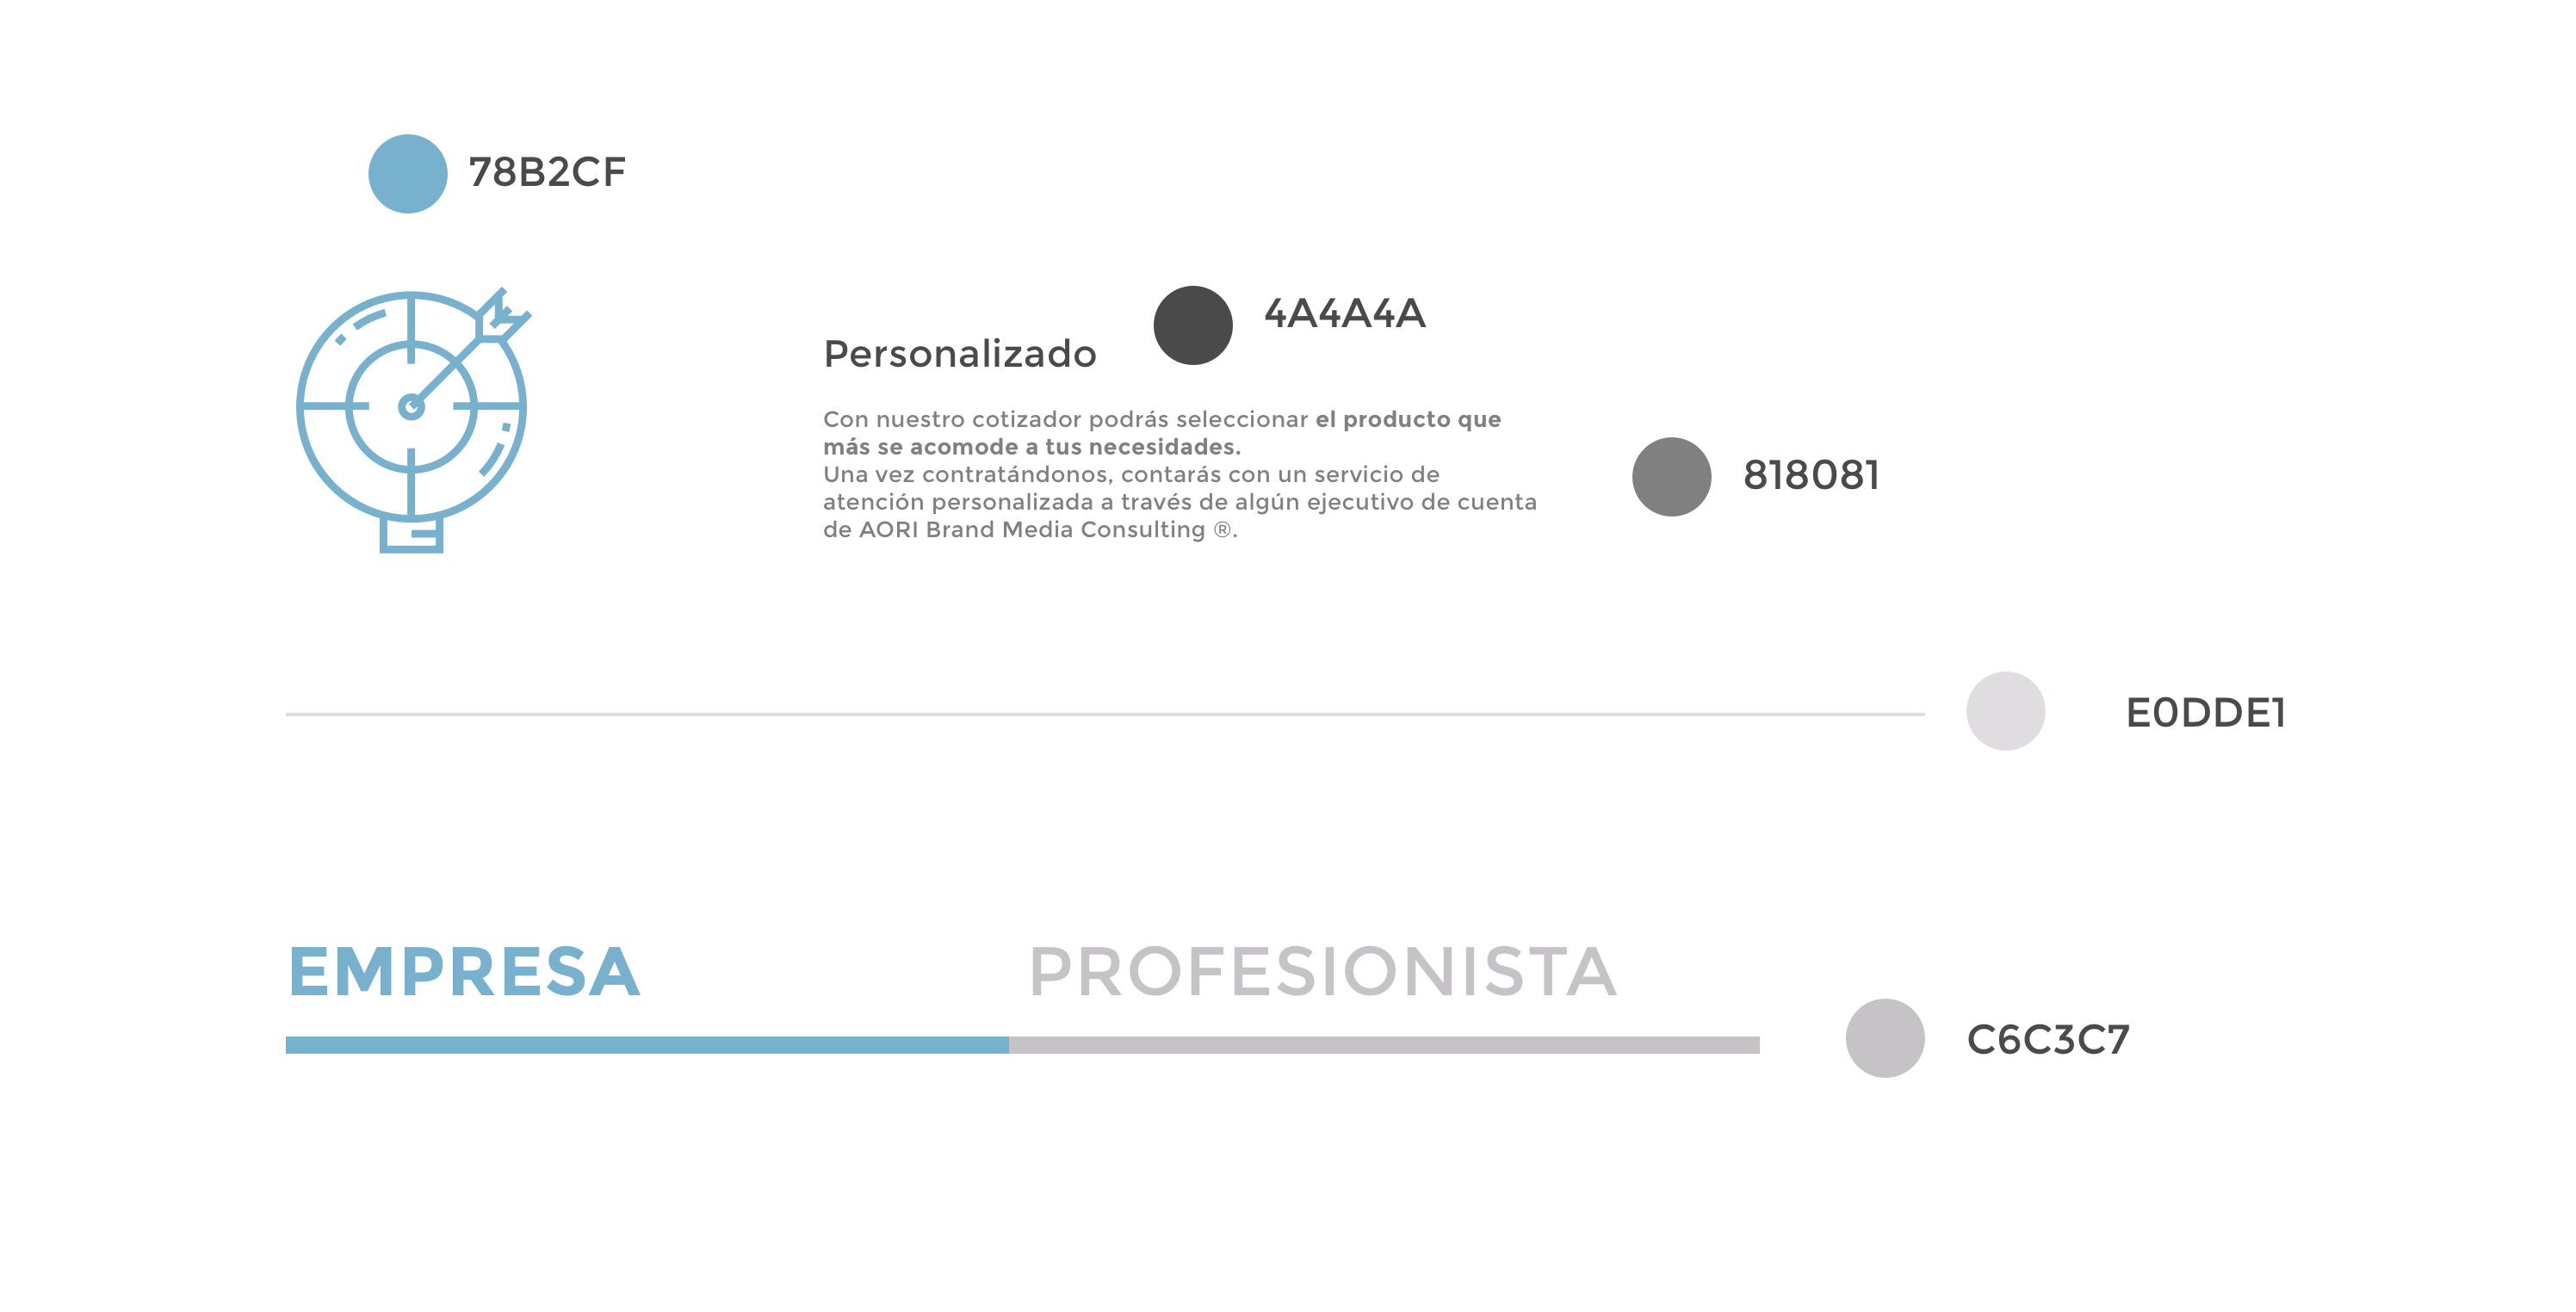 78B2CF
4A4A4A
Personalizado
Con nuestro cotizador podrás seleccionar el producto que
más se acomode a tus necesidades.
Una vez contratándonos, contarás con un servicio de
atención personalizada a través de algún ejecutivo de cuenta
de AORI Brand Media Consulting ®.
818081
E0DDE1
EMPRESA
PROFESIONISTA
C6C3C7